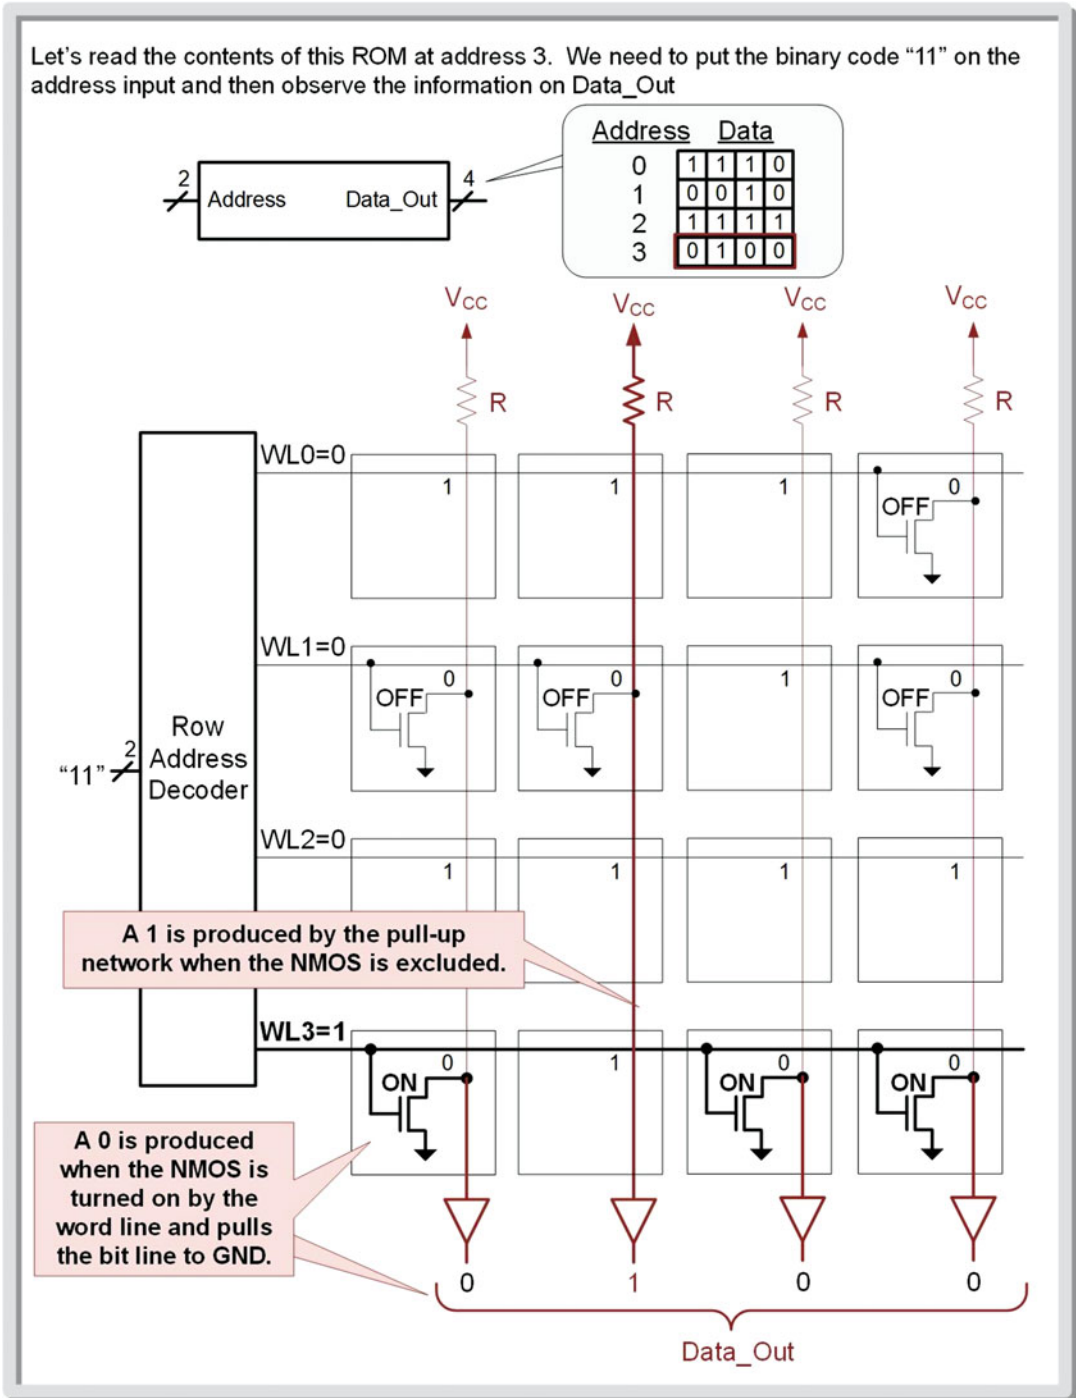 Let's read the contents of this ROM at address 3.  We need to put the binary code “11” on the
address input and then observe the information on Data_Out
Address Data
2 Address Data_Out 4
0 1 1 1 0
1 0 0 1 0
2 1 1 1 1
3 0 1 0 0
VCC VCC VCC VCC
R R R R
WL0=0
1 1 1 0
OFF
WL1=0
0 0 1 0
OFF OFF OFF
Row
Address
Decoder
“11” 2
WL2=0
1 1 1 1
A 1 is produced by the pull-up
network when the NMOS is excluded.
WL3=1
0 1 0 0
ON ON ON
A 0 is produced
when the NMOS is
turned on by the
word line and pulls
the bit line to GND.
0 1 0 0
Data_Out